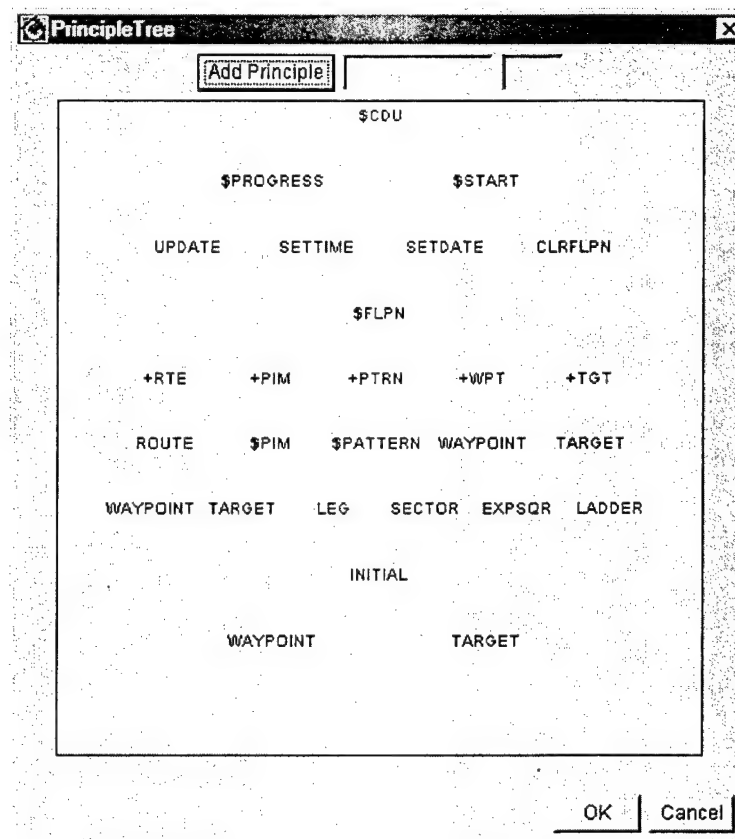 PrincipleTree
Add Principle
$CDU
$PROGRESS $START
UPDATE SETTIME SETDATE CLRFLPN
$FLPN
+RTE +PIM +PTRN +WPT +TGT
ROUTE $PIM $PATTERN WAYPOINT TARGET
WAYPOINT TARGET LEG SECTOR EXPSQR LADDER
INITIAL
WAYPOINT TARGET
OK Cancel